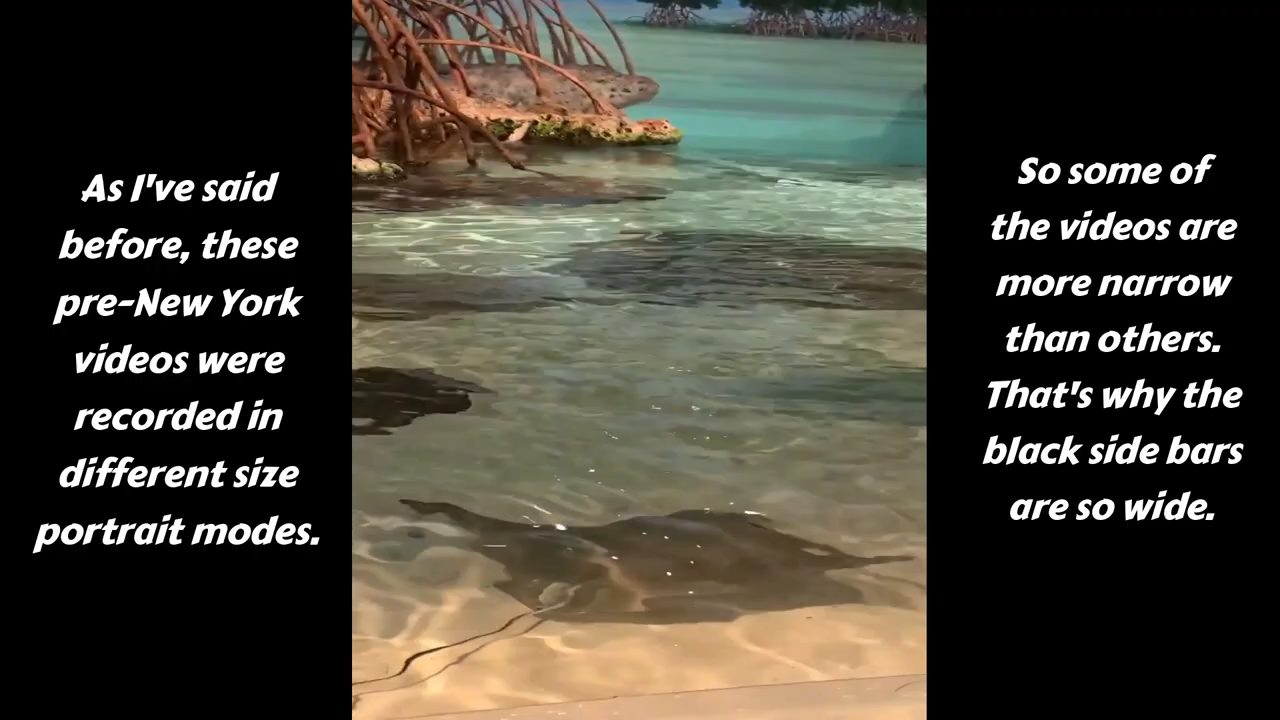 As I've said
before, these
pre-New York
videos were
recorded in
different size
portrait modes.
So some of
the videos are
more narrow
than others.
That's why the
black side bars
are so wide.